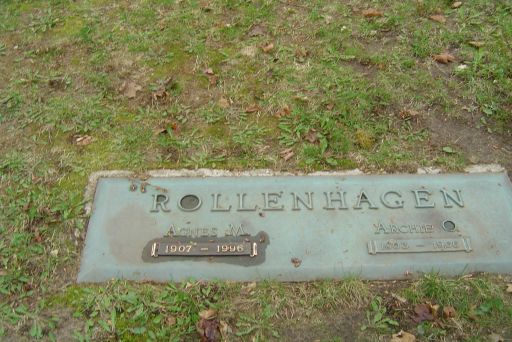 ROLLENHAGEN
AGNES M. ARCHIE O.
1907 - 1996